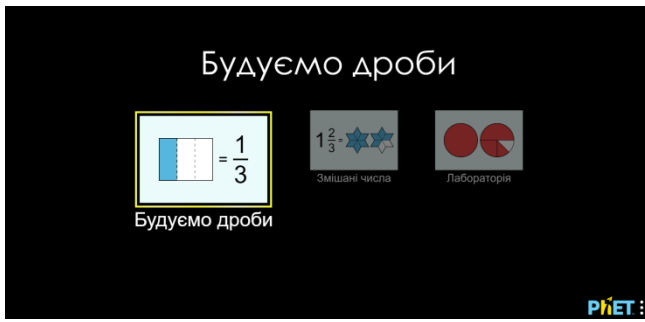 Будуємо дроби
= 1/3
Будуємо дроби
1 2/3 =
Змішані числа
Лабораторія
PhET